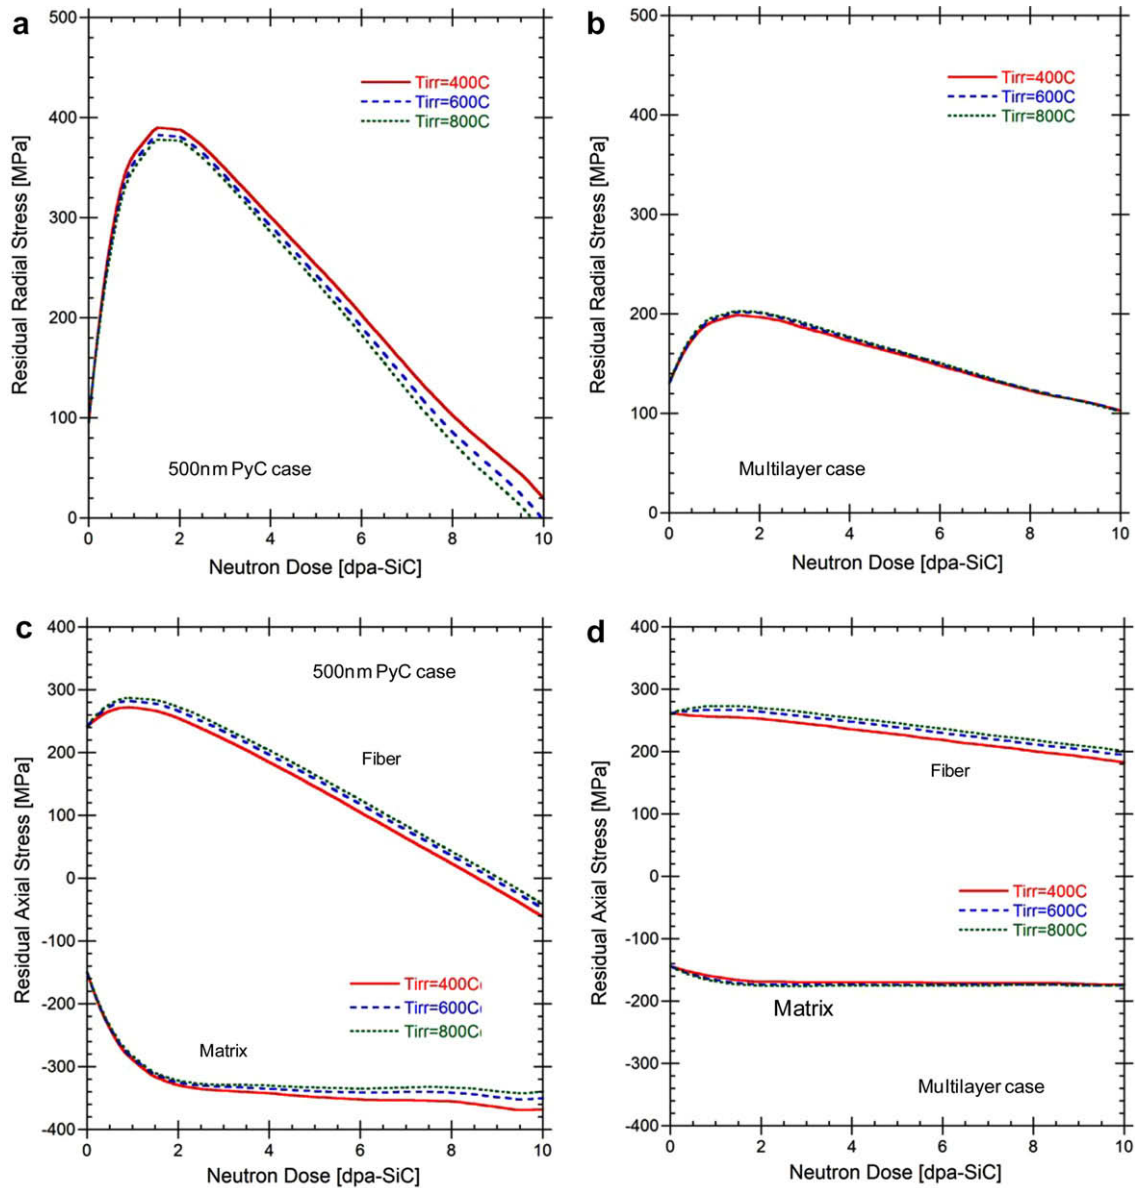 a
500
400
300
200
100
0
Residual Radial Stress [MPa]
Tirr=400C
Tirr=600C
Tirr=800C
500nm PyC case
0 2 4 6 8 10
Neutron Dose [dpa-SiC]
b
500
400
300
200
100
0
Residual Radial Stress [MPa]
Tirr=400C
Tirr=600C
Tirr=800C
Multilayer case
0 2 4 6 8 10
Neutron Dose [dpa-SiC]
c
400
300
200
100
0
-100
-200
-300
-400
Residual Axial Stress [MPa]
500nm PyC case
Fiber
Tirr=400C
Tirr=600C
Tirr=800C
Matrix
0 2 4 6 8 10
Neutron Dose [dpa-SiC]
d
400
300
200
100
0
-100
-200
-300
-400
Residual Axial Stress [MPa]
Fiber
Tirr=400C
Tirr=600C
Tirr=800C
Matrix
Multilayer case
0 2 4 6 8 10
Neutron Dose [dpa-SiC]